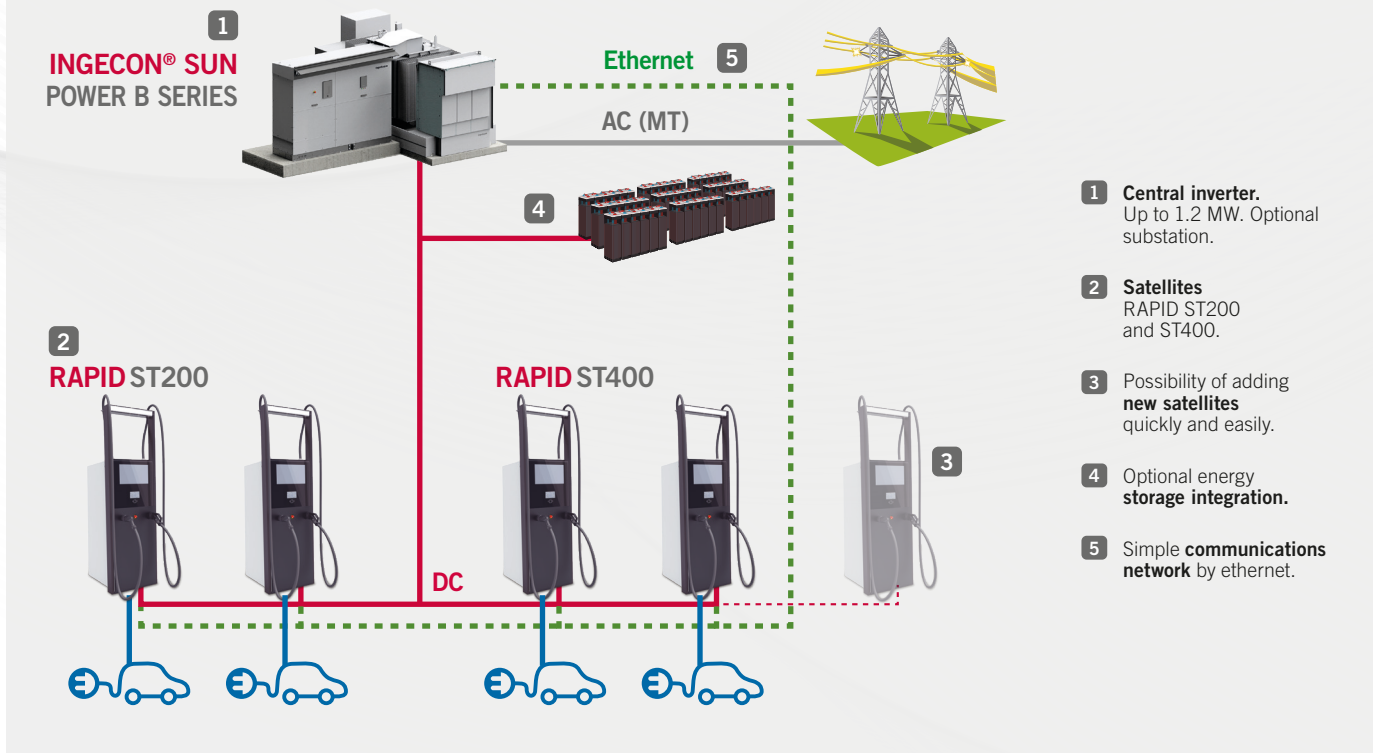 1
INGECON® SUN
POWER B SERIES
Ethernet 5
AC (MT)
4
2
RAPID ST200
RAPID ST400
3
DC
1 Central inverter.
Up to 1.2 MW. Optional
substation.
2 Satellites
RAPID ST200
and ST400.
3 Possibility of adding
new satellites
quickly and easily.
4 Optional energy
storage integration.
5 Simple communications
network by ethernet.